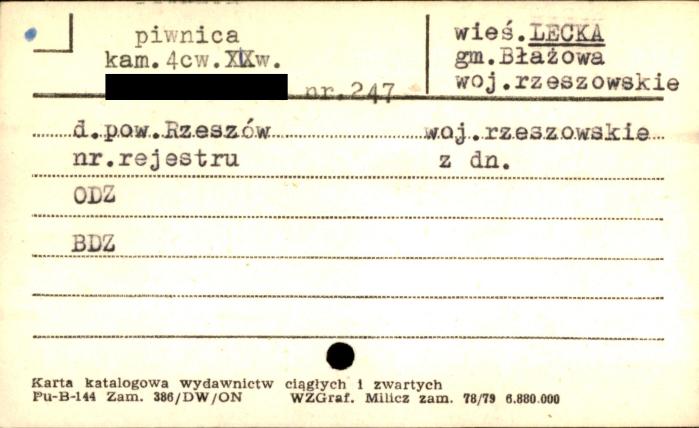 piwnica
kam. 4cw. XIXw.
nr. 247
wieś. LECKA
gm. Błażowa
woj. rzeszowskie
d. pow. Rzeszów woj. rzeszowskie
nr. rejestru z dn.
ODZ
BDZ
Karta katalogowa wydawnictw ciągłych i zwartych
Pu-B-144 Zam. 386/DW/ON WZGraf. Milicz zam. 78/79 6.880.000